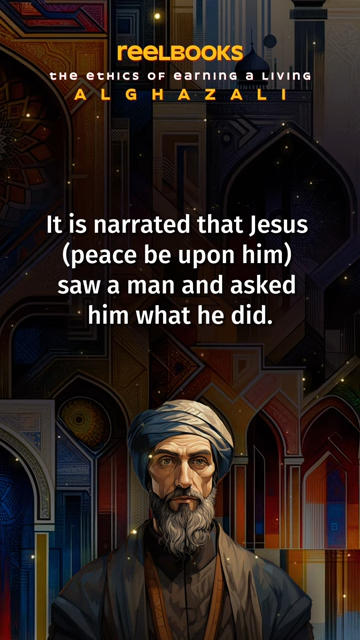 reelBOOKS
the ethics of earning a living
ALGHAZALI
It is narrated that Jesus
(peace be upon him)
saw a man and asked
him what he did.